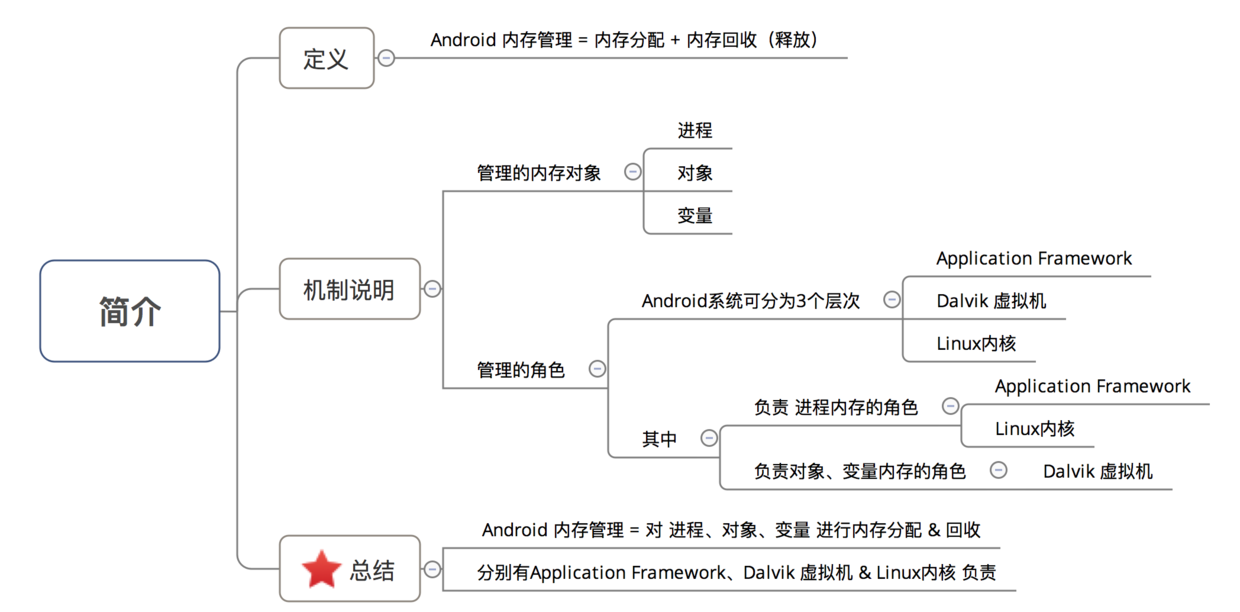 简介
定义
Android 内存管理 = 内存分配 + 内存回收（释放）
机制说明
管理的内存对象
进程
对象
变量
管理的角色
Android系统可分为3个层次
Application Framework
Dalvik 虚拟机
Linux内核
其中
负责 进程内存的角色
Application Framework
Linux内核
负责对象、变量内存的角色
Dalvik 虚拟机
总结
Android 内存管理 = 对 进程、对象、变量 进行内存分配 & 回收
分别有Application Framework、Dalvik 虚拟机 & Linux内核 负责